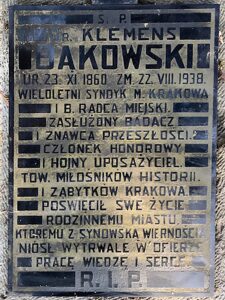 Ś. P.
DR. KLEMENS
BĄKOWSKI
UR. 23. XI 1860. ZM. 22. VIII. 1938.
WIELOLETNI SYNDYK M. KRAKOWA
I B. RADCA MIEJSKI.
ZASŁUŻONY BADACZ
I ZNAWCA PRZESZŁOŚCI.
CZŁONEK HONOROWY
I HOJNY UPOSAŻYCIEL
TOW. MIŁOŚNIKÓW HISTORII
I ZABYTKÓW KRAKOWA.
POŚWIĘCIŁ SWE ŻYCIE
RODZINNEMU MIASTU,
KTÓREMU Z SYNOWSKĄ WIERNOŚCIĄ
NIÓSŁ WYTRWALE W OFIERZE
PRACĘ WIEDZĘ I SERCE.
R. I. P.